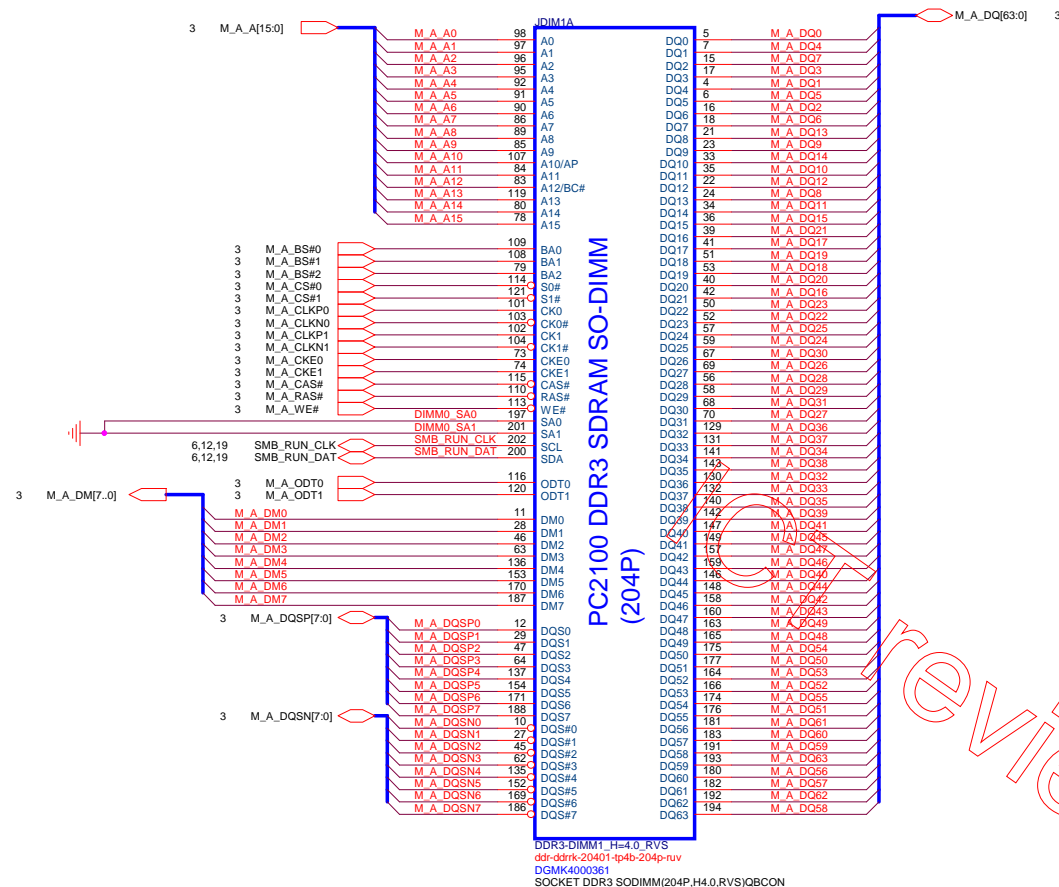 3 M_A_A[15:0]
JDIM1A
M_A_A0 98 A0
M_A_A1 97 A1
M_A_A2 96 A2
M_A_A3 95 A3
M_A_A4 92 A4
M_A_A5 91 A5
M_A_A6 90 A6
M_A_A7 86 A7
M_A_A8 89 A8
M_A_A9 85 A9
M_A_A10 107 A10/AP
M_A_A11 84 A11
M_A_A12 83 A12/BC#
M_A_A13 119 A13
M_A_A14 80 A14
M_A_A15 78 A15
3 M_A_BS#0 109 BA0
3 M_A_BS#1 108 BA1
3 M_A_BS#2 79 BA2
3 M_A_CS#0 114 S0#
3 M_A_CS#1 121 S1#
3 M_A_CLKP0 101 CK0
3 M_A_CLKN0 103 CK0#
3 M_A_CLKP1 102 CK1
3 M_A_CLKN1 104 CK1#
3 M_A_CKE0 73 CKE0
3 M_A_CKE1 74 CKE1
3 M_A_CAS# 115 CAS#
3 M_A_RAS# 110 RAS#
3 M_A_WE# 113 WE#
DIMM0_SA0 197 SA0
DIMM0_SA1 201 SA1
6,12,19 SMB_RUN_CLK SMB_RUN_CLK 202 SCL
6,12,19 SMB_RUN_DAT SMB_RUN_DAT 200 SDA
3 M_A_ODT0 116 ODT0
3 M_A_ODT1 120 ODT1
3 M_A_DM[7..0]
M_A_DM0 11 DM0
M_A_DM1 28 DM1
M_A_DM2 46 DM2
M_A_DM3 63 DM3
M_A_DM4 136 DM4
M_A_DM5 153 DM5
M_A_DM6 170 DM6
M_A_DM7 187 DM7
3 M_A_DQSP[7:0]
M_A_DQSP0 12 DQS0
M_A_DQSP1 29 DQS1
M_A_DQSP2 47 DQS2
M_A_DQSP3 64 DQS3
M_A_DQSP4 137 DQS4
M_A_DQSP5 154 DQS5
M_A_DQSP6 171 DQS6
M_A_DQSP7 188 DQS7
3 M_A_DQSN[7:0]
M_A_DQSN0 10 DQS#0
M_A_DQSN1 27 DQS#1
M_A_DQSN2 45 DQS#2
M_A_DQSN3 62 DQS#3
M_A_DQSN4 135 DQS#4
M_A_DQSN5 152 DQS#5
M_A_DQSN6 169 DQS#6
M_A_DQSN7 186 DQS#7
PC2100 DDR3 SDRAM SO-DIMM
(204P)
M_A_DQ[63:0] 3
DQ0 5 M_A_DQ0
DQ1 7 M_A_DQ4
DQ2 15 M_A_DQ7
DQ3 17 M_A_DQ3
DQ4 4 M_A_DQ1
DQ5 6 M_A_DQ5
DQ6 16 M_A_DQ2
DQ7 18 M_A_DQ6
DQ8 21 M_A_DQ13
DQ9 23 M_A_DQ9
DQ10 33 M_A_DQ14
DQ11 35 M_A_DQ10
DQ12 22 M_A_DQ12
DQ13 24 M_A_DQ8
DQ14 34 M_A_DQ11
DQ15 36 M_A_DQ15
DQ16 39 M_A_DQ21
DQ17 41 M_A_DQ17
DQ18 51 M_A_DQ19
DQ19 53 M_A_DQ18
DQ20 40 M_A_DQ20
DQ21 42 M_A_DQ16
DQ22 50 M_A_DQ23
DQ23 52 M_A_DQ22
DQ24 57 M_A_DQ25
DQ25 59 M_A_DQ24
DQ26 67 M_A_DQ30
DQ27 69 M_A_DQ26
DQ28 56 M_A_DQ28
DQ29 58 M_A_DQ29
DQ30 68 M_A_DQ31
DQ31 70 M_A_DQ27
DQ32 129 M_A_DQ36
DQ33 131 M_A_DQ37
DQ34 141 M_A_DQ34
DQ35 143 M_A_DQ38
DQ36 130 M_A_DQ32
DQ37 132 M_A_DQ33
DQ38 140 M_A_DQ35
DQ39 142 M_A_DQ39
DQ40 147 M_A_DQ41
DQ41 149 M_A_DQ45
DQ42 157 M_A_DQ47
DQ43 159 M_A_DQ46
DQ44 146 M_A_DQ40
DQ45 148 M_A_DQ44
DQ46 158 M_A_DQ42
DQ47 160 M_A_DQ43
DQ48 163 M_A_DQ49
DQ49 165 M_A_DQ48
DQ50 175 M_A_DQ54
DQ51 177 M_A_DQ50
DQ52 164 M_A_DQ53
DQ53 166 M_A_DQ52
DQ54 174 M_A_DQ55
DQ55 176 M_A_DQ51
DQ56 181 M_A_DQ61
DQ57 183 M_A_DQ60
DQ58 191 M_A_DQ59
DQ59 193 M_A_DQ63
DQ60 180 M_A_DQ56
DQ61 182 M_A_DQ57
DQ62 192 M_A_DQ62
DQ63 194 M_A_DQ58
DDR3-DIMM1_H=4.0_RVS
ddr-ddrrk-20401-tp4b-204p-ruv
DGMK4000361
SOCKET DDR3 SODIMM(204P,H4.0,RVS)QBCON